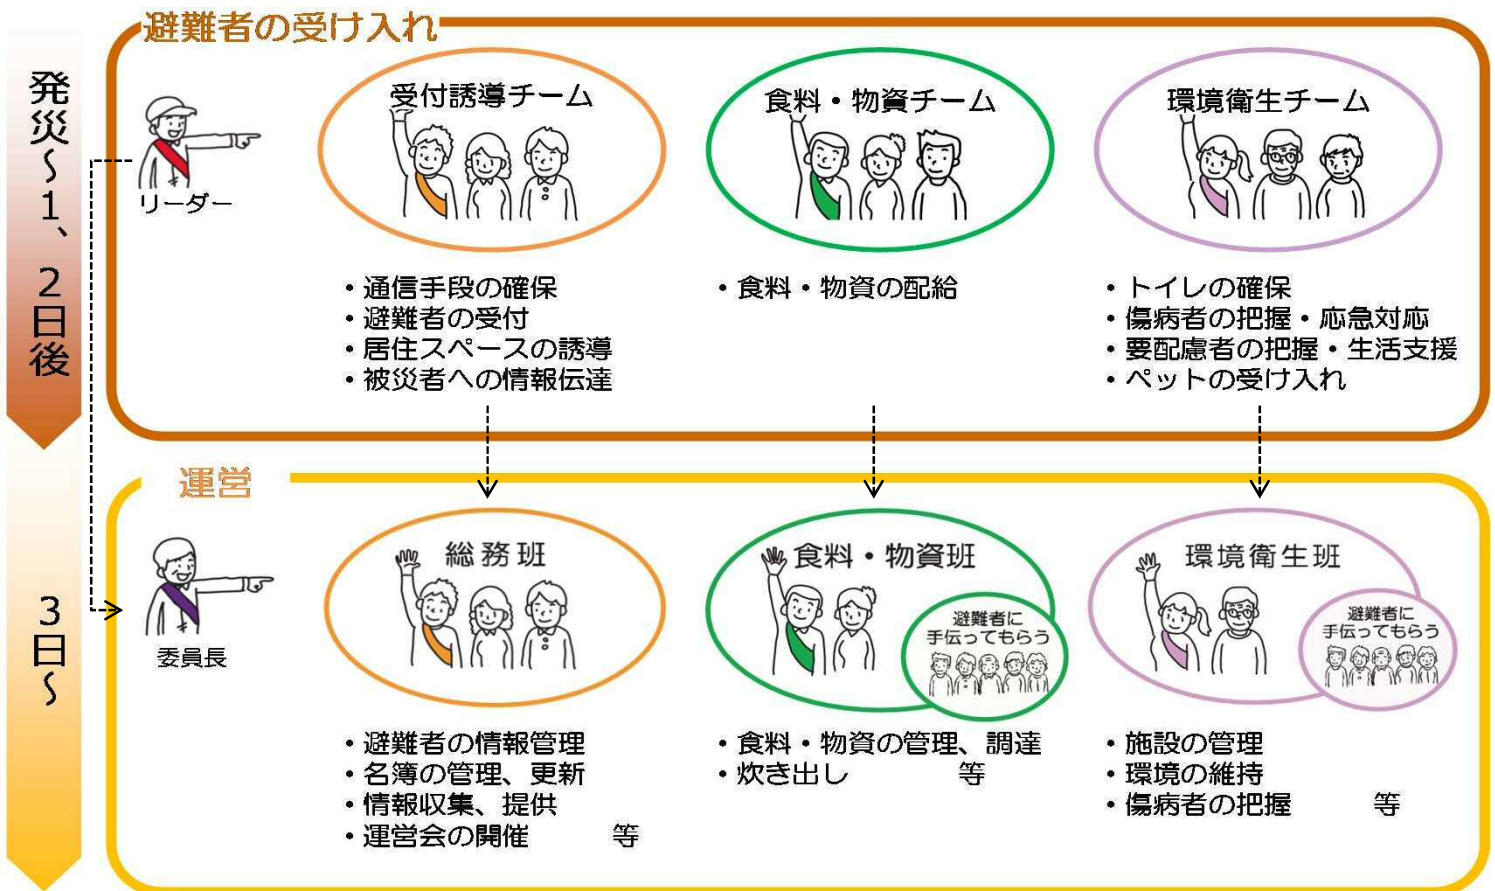 避難者の受け入れ
発災～1、2日後
リーダー
受付誘導チーム
・通信手段の確保
・避難者の受付
・居住スペースの誘導
・被災者への情報伝達
食料・物資チーム
・食料・物資の配給
環境衛生チーム
・トイレの確保
・傷病者の把握・応急対応
・要配慮者の把握・生活支援
・ペットの受け入れ
運営
3日～
委員長
総務班
・避難者の情報管理
・名簿の管理、更新
・情報収集、提供
・運営会の開催　　　等
食料・物資班
避難者に
手伝ってもらう
・食料・物資の管理、調達
・炊き出し　　　　等
環境衛生班
避難者に
手伝ってもらう
・施設の管理
・環境の維持
・傷病者の把握　　　等